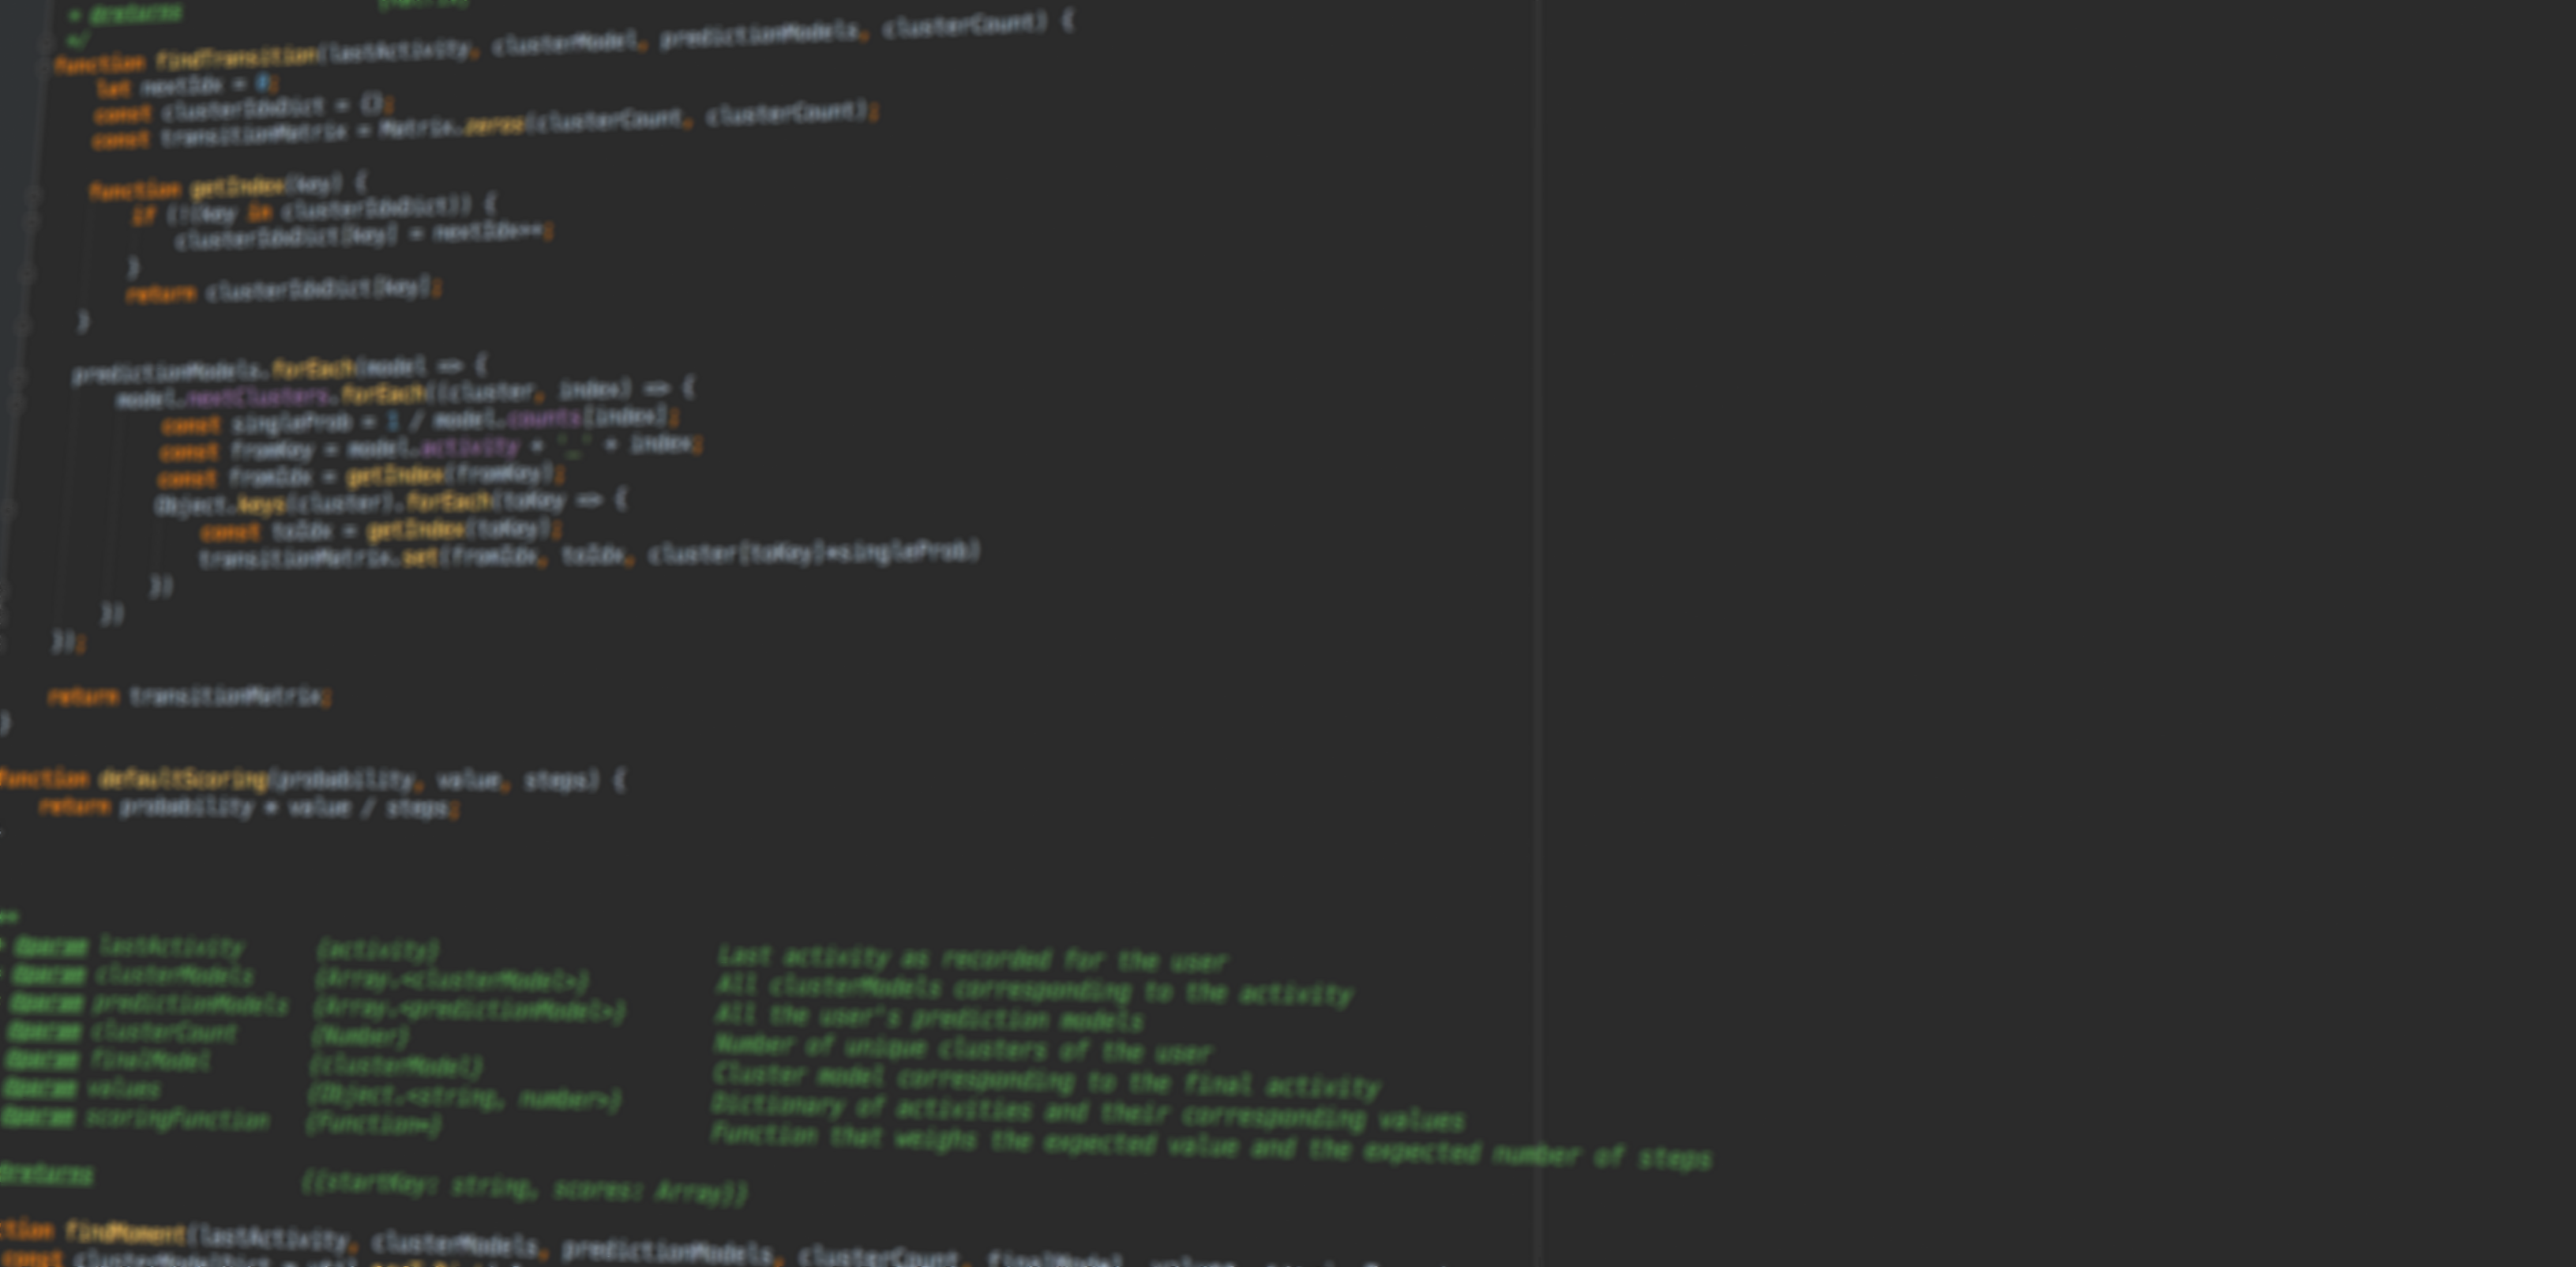 * @returns {Matrix}
*/
function findTransition(lastActivity, clusterModel, predictionModels, clusterCount) {
let nextIdx = 0;
const clusterIdxDict = {};
const transitionMatrix = Matrix.zeros(clusterCount, clusterCount);
function getIndex(key) {
if (!(key in clusterIdxDict)) {
clusterIdxDict[key] = nextIdx++;
}
return clusterIdxDict[key];
}
predictionModels.forEach(model => {
model.nextClusters.forEach((cluster, index) => {
const singleProb = 1 / model.counts[index];
const fromKey = model.activity + '_' + index;
const fromIdx = getIndex(fromKey);
Object.keys(cluster).forEach(toKey => {
const toIdx = getIndex(toKey);
transitionMatrix.set(fromIdx, toIdx, cluster[toKey]*singleProb)
})
})
});
return transitionMatrix;
}
function defaultScoring(probability, value, steps) {
return probability * value / steps;
**
* @param lastActivity {activity} Last activity as recorded for the user
* @param clusterModels {Array.<clusterModel>} All clusterModels corresponding to the activity
@param predictionModels {Array.<predictionModel>} All the user's prediction models
@param clusterCount {Number} Number of unique clusters of the user
@param finalModel {clusterModel} Cluster model corresponding to the final activity
@param values {Object.<string, number>} Dictionary of activities and their corresponding values
@param scoringFunction {Function*} Function that weighs the expected value and the expected number of steps
@returns {{startKey: string, scores: Array}}
ction findMoment(lastActivity, clusterModels, predictionModels, clusterCount, finalModel,
const